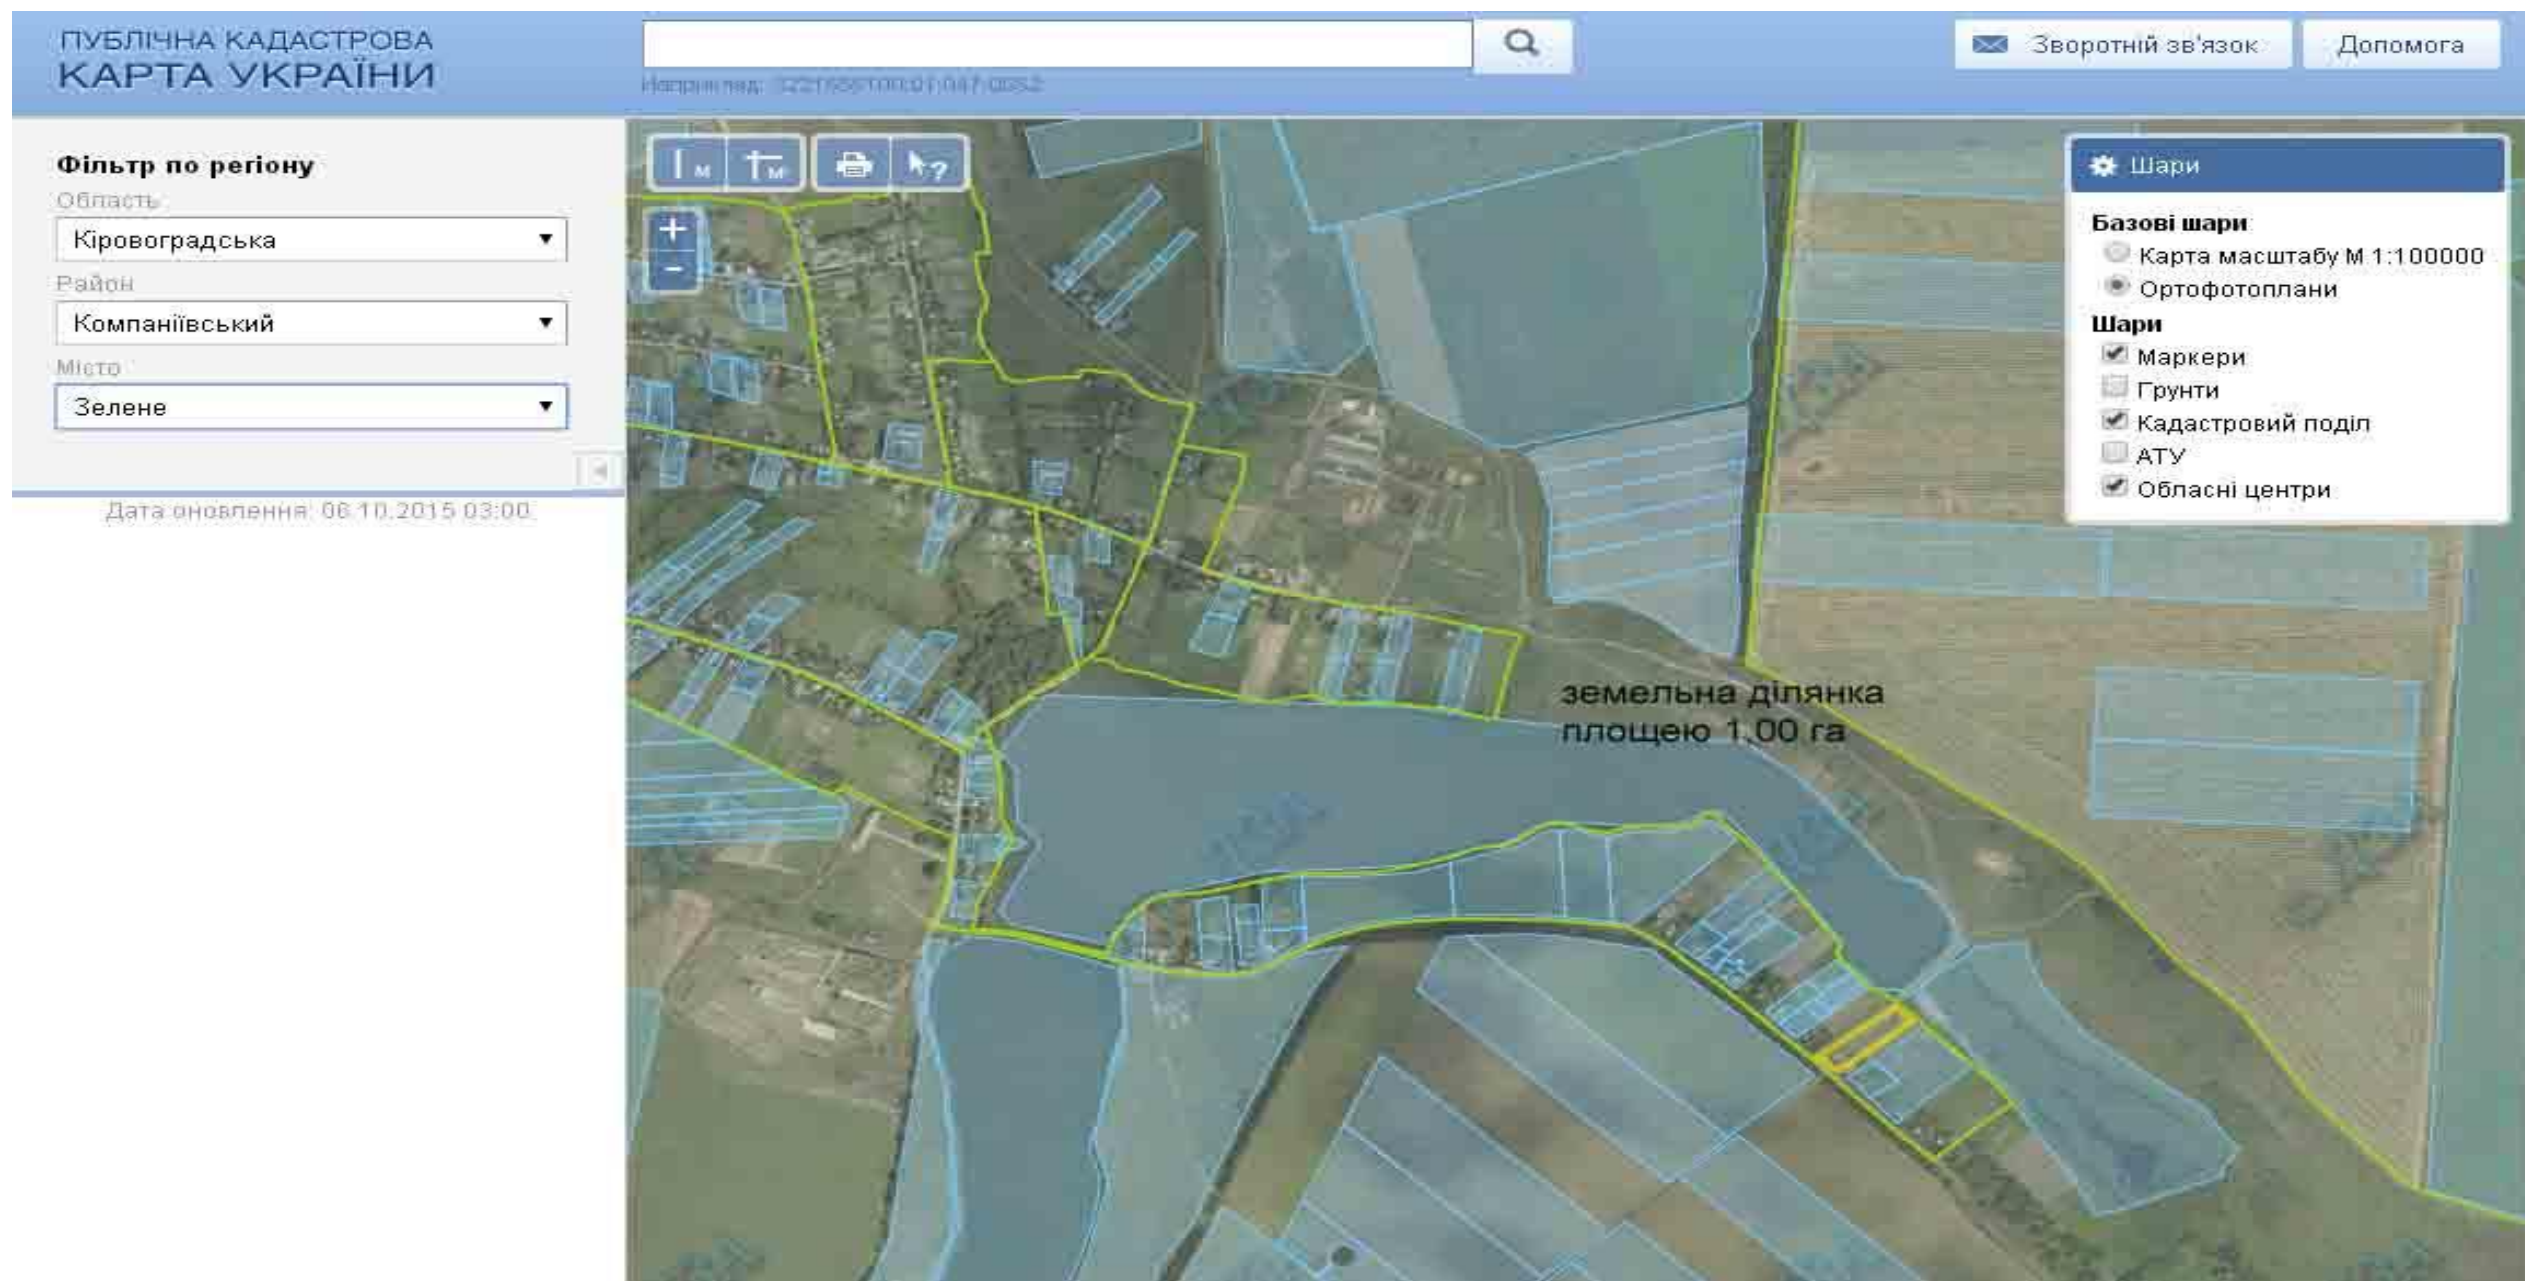 ПУБЛІЧНА КАДАСТРОВА
КАРТА УКРАЇНИ
Зворотній зв'язок
Допомога
Наприклад:
Фільтр по регіону
Область
Кіровоградська
Район
Компаніївський
Місто
Зелене
Дата оновлення: 06.10.2015 03:00
м
м
?
+
-
Шари
Базові шари
Карта масштабу М 1:100000
Ортофотоплани
Шари
Маркери
Грунти
Кадастровий поділ
АТУ
Обласні центри
земельна ділянка
площею 1.00 га